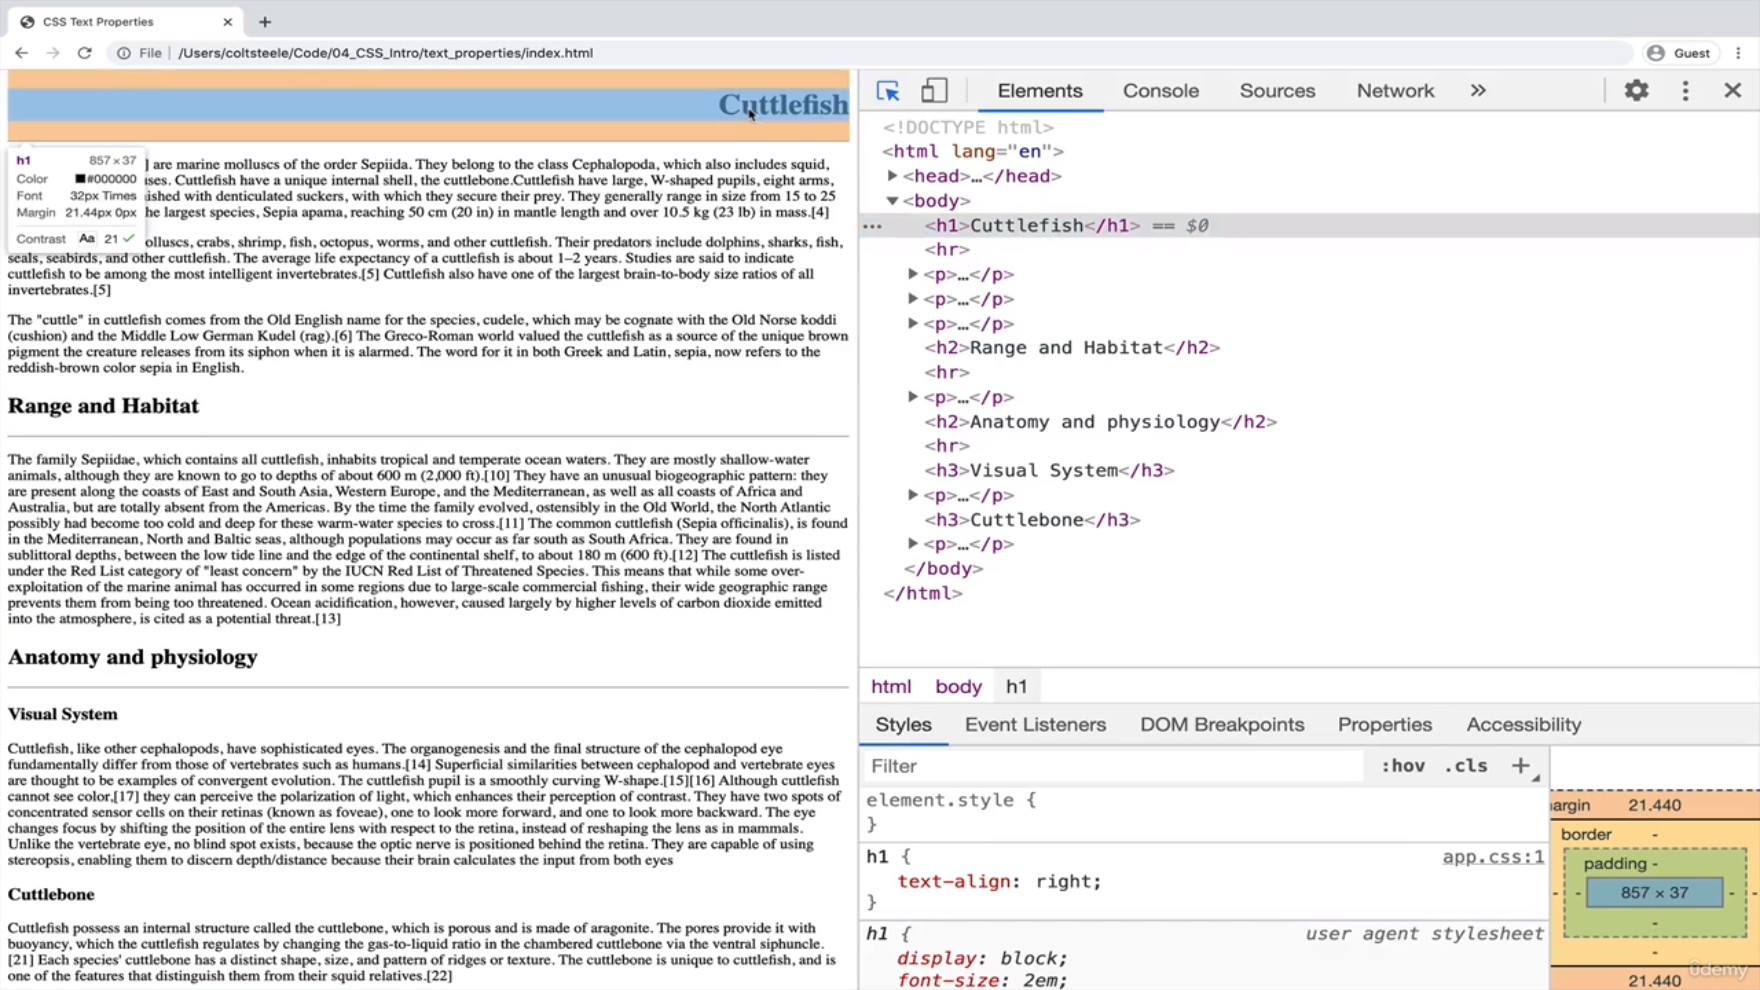 CSS Text Properties
File | /Users/coltsteele/Code/04_CSS_Intro/text_properties/index.html
Guest
Cuttlefish
h1 857 × 37
Color #000000
Font 32px Times
Margin 21.44px 0px
Contrast Aa 21 ✓
] are marine molluscs of the order Sepiida. They belong to the class Cephalopoda, which also includes squid,
uses. Cuttlefish have a unique internal shell, the cuttlebone.Cuttlefish have large, W-shaped pupils, eight arms,
ished with denticulated suckers, with which they secure their prey. They generally range in size from 15 to 25
he largest species, Sepia apama, reaching 50 cm (20 in) in mantle length and over 10.5 kg (23 lb) in mass.[4]
olluscs, crabs, shrimp, fish, octopus, worms, and other cuttlefish. Their predators include dolphins, sharks, fish,
seals, seabirds, and other cuttlefish. The average life expectancy of a cuttlefish is about 1–2 years. Studies are said to indicate
cuttlefish to be among the most intelligent invertebrates.[5] Cuttlefish also have one of the largest brain-to-body size ratios of all
invertebrates.[5]
The "cuttle" in cuttlefish comes from the Old English name for the species, cudele, which may be cognate with the Old Norse koddi
(cushion) and the Middle Low German Kudel (rag).[6] The Greco-Roman world valued the cuttlefish as a source of the unique brown
pigment the creature releases from its siphon when it is alarmed. The word for it in both Greek and Latin, sepia, now refers to the
reddish-brown color sepia in English.
Range and Habitat
The family Sepiidae, which contains all cuttlefish, inhabits tropical and temperate ocean waters. They are mostly shallow-water
animals, although they are known to go to depths of about 600 m (2,000 ft).[10] They have an unusual biogeographic pattern: they
are present along the coasts of East and South Asia, Western Europe, and the Mediterranean, as well as all coasts of Africa and
Australia, but are totally absent from the Americas. By the time the family evolved, ostensibly in the Old World, the North Atlantic
possibly had become too cold and deep for these warm-water species to cross.[11] The common cuttlefish (Sepia officinalis), is found
in the Mediterranean, North and Baltic seas, although populations may occur as far south as South Africa. They are found in
sublittoral depths, between the low tide line and the edge of the continental shelf, to about 180 m (600 ft).[12] The cuttlefish is listed
under the Red List category of "least concern" by the IUCN Red List of Threatened Species. This means that while some over-
exploitation of the marine animal has occurred in some regions due to large-scale commercial fishing, their wide geographic range
prevents them from being too threatened. Ocean acidification, however, caused largely by higher levels of carbon dioxide emitted
into the atmosphere, is cited as a potential threat.[13]
Anatomy and physiology
Visual System
Cuttlefish, like other cephalopods, have sophisticated eyes. The organogenesis and the final structure of the cephalopod eye
fundamentally differ from those of vertebrates such as humans.[14] Superficial similarities between cephalopod and vertebrate eyes
are thought to be examples of convergent evolution. The cuttlefish pupil is a smoothly curving W-shape.[15][16] Although cuttlefish
cannot see color,[17] they can perceive the polarization of light, which enhances their perception of contrast. They have two spots of
concentrated sensor cells on their retinas (known as foveae), one to look more forward, and one to look more backward. The eye
changes focus by shifting the position of the entire lens with respect to the retina, instead of reshaping the lens as in mammals.
Unlike the vertebrate eye, no blind spot exists, because the optic nerve is positioned behind the retina. They are capable of using
stereopsis, enabling them to discern depth/distance because their brain calculates the input from both eyes
Cuttlebone
Cuttlefish possess an internal structure called the cuttlebone, which is porous and is made of aragonite. The pores provide it with
buoyancy, which the cuttlefish regulates by changing the gas-to-liquid ratio in the chambered cuttlebone via the ventral siphuncle.
[21] Each species' cuttlebone has a distinct shape, size, and pattern of ridges or texture. The cuttlebone is unique to cuttlefish, and is
one of the features that distinguish them from their squid relatives.[22]
Elements Console Sources Network »
<!DOCTYPE html>
<html lang="en">
<head>…</head>
<body>
… <h1>Cuttlefish</h1> == $0
<hr>
<p>…</p>
<p>…</p>
<p>…</p>
<h2>Range and Habitat</h2>
<hr>
<p>…</p>
<h2>Anatomy and physiology</h2>
<hr>
<h3>Visual System</h3>
<p>…</p>
<h3>Cuttlebone</h3>
<p>…</p>
</body>
</html>
html body h1
Styles Event Listeners DOM Breakpoints Properties Accessibility
Filter :hov .cls +
element.style {
}
h1 { app.css:1
text-align: right;
}
h1 { user agent stylesheet
display: block;
font-size: 2em;
argin 21.440
border -
padding -
- - 857 × 37 - -
-
-
21.440
ûdemy